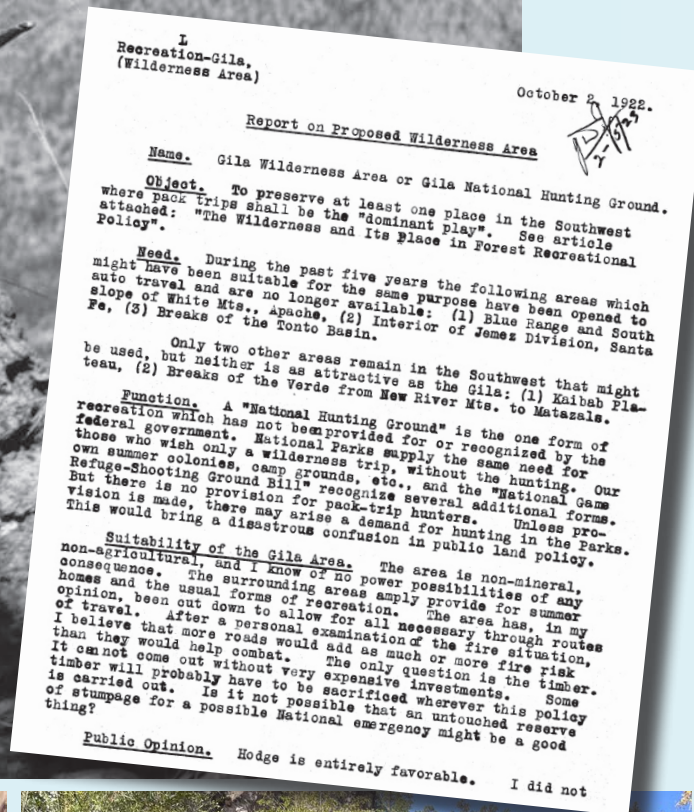 L
Recreation-Gila,
(Wilderness Area)
October 2, 1922.
2-5/23
Report on Proposed Wilderness Area
Name. Gila Wilderness Area or Gila National Hunting Ground.
Object. To preserve at least one place in the Southwest
where pack trips shall be the "dominant play". See article
attached: "The Wilderness and Its Place in Forest Recreational
Policy".
Need. During the past five years the following areas which
might have been suitable for the same purpose have been opened to
auto travel and are no longer available: (1) Blue Range and South
slope of White Mts., Apache, (2) Interior of Jemez Division, Santa
Fe, (3) Breaks of the Tonto Basin.
Only two other areas remain in the Southwest that might
be used, but neither is as attractive as the Gila: (1) Kaibab Pla-
teau, (2) Breaks of the Verde from New River Mts. to Matazals.
Function. A "National Hunting Ground" is the one form of
recreation which has not been provided for or recognized by the
federal government. National Parks supply the same need for
those who wish only a wilderness trip, without the hunting. Our
own summer colonies, camp grounds, etc., and the "National Game
Refuge-Shooting Ground Bill" recognize several additional forms.
But there is no provision for pack-trip hunters. Unless pro-
vision is made, there may arise a demand for hunting in the Parks.
This would bring a disastrous confusion in public land policy.
Suitability of the Gila Area. The area is non-mineral,
non-agricultural, and I know of no power possibilities of any
consequence. The surrounding areas amply provide for summer
homes and the usual forms of recreation. The area has, in my
opinion, been cut down to allow for all necessary through routes
of travel. After a personal examination of the fire situation,
I believe that more roads would add as much or more fire risk
than they would help combat. The only question is the timber.
It cannot come out without very expensive investments. Some
timber will probably have to be sacrificed wherever this policy
is carried out. Is it not possible that an untouched reserve
of stumpage for a possible National emergency might be a good
thing?
Public Opinion. Hodge is entirely favorable. I did not